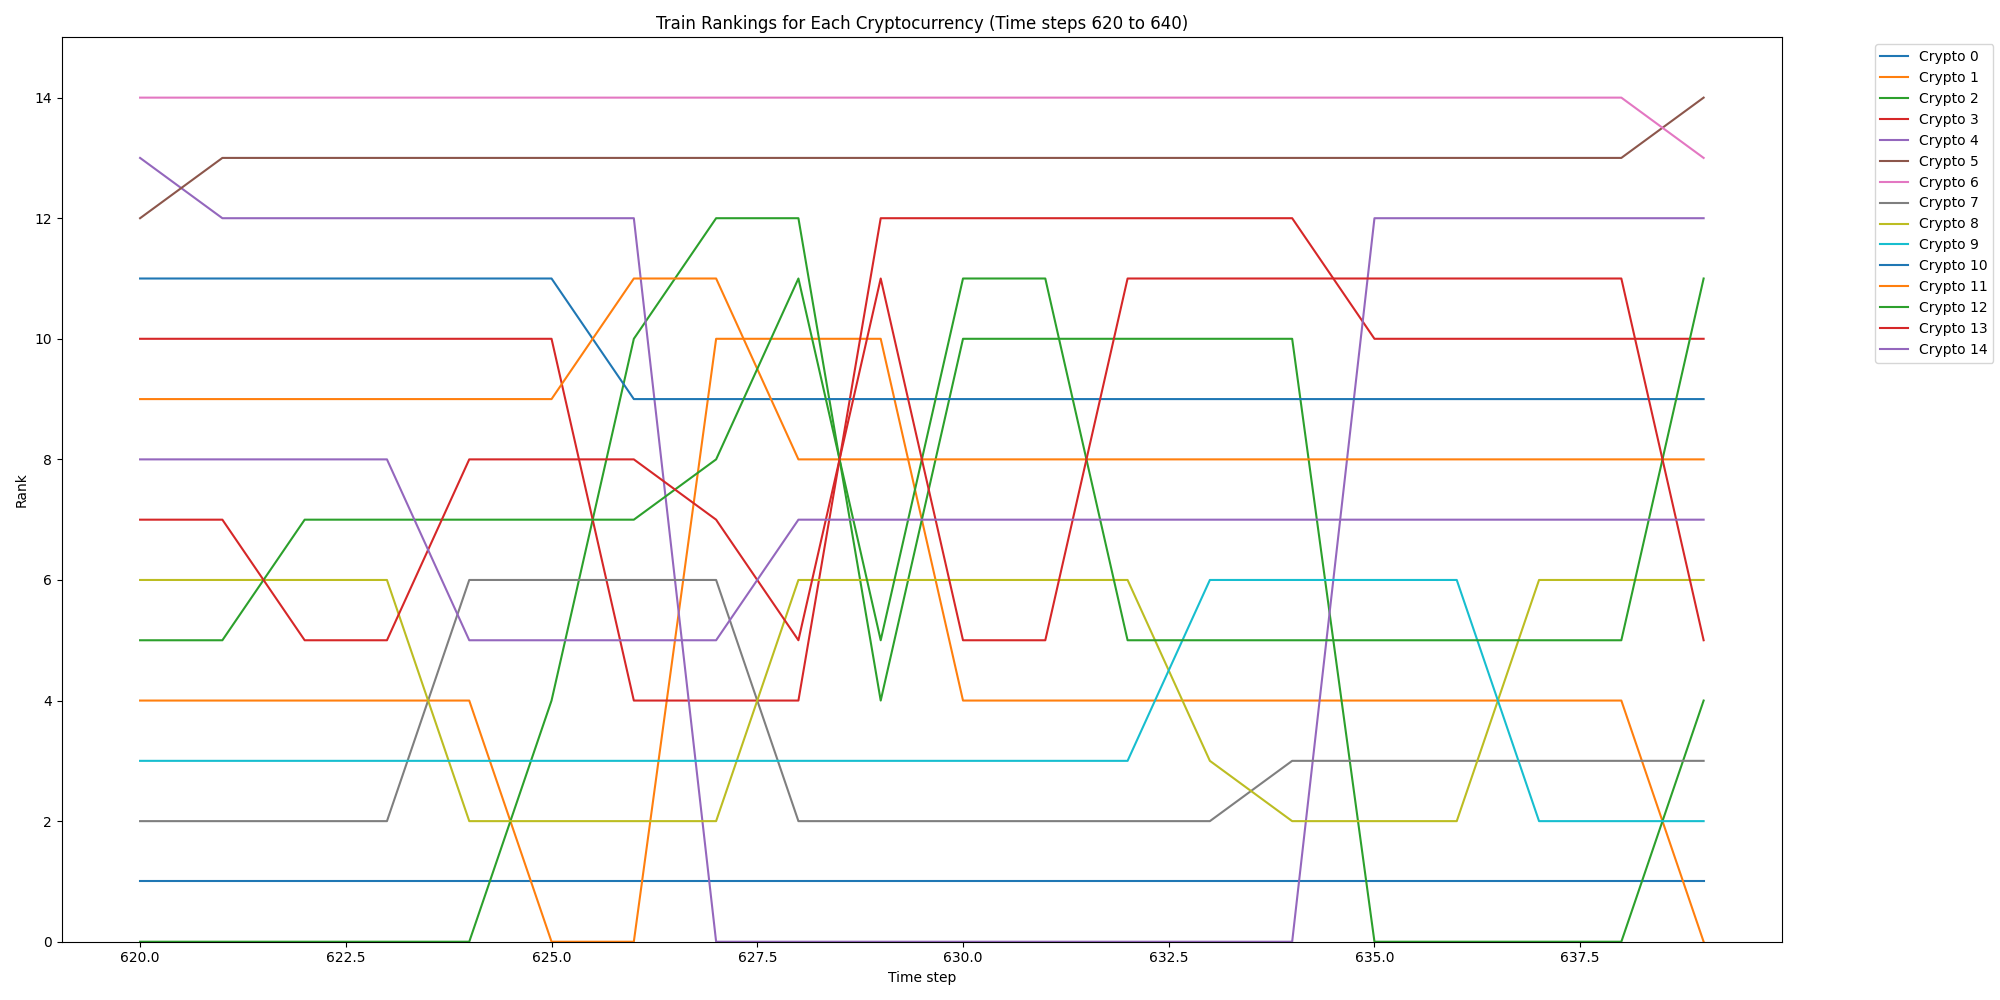 Train Rankings for Each Cryptocurrency (Time steps 620 to 640)
Rank
14
12
10
8
6
4
2
0
620.0 622.5 625.0 627.5 630.0 632.5 635.0 637.5
Time step
Crypto 0
Crypto 1
Crypto 2
Crypto 3
Crypto 4
Crypto 5
Crypto 6
Crypto 7
Crypto 8
Crypto 9
Crypto 10
Crypto 11
Crypto 12
Crypto 13
Crypto 14